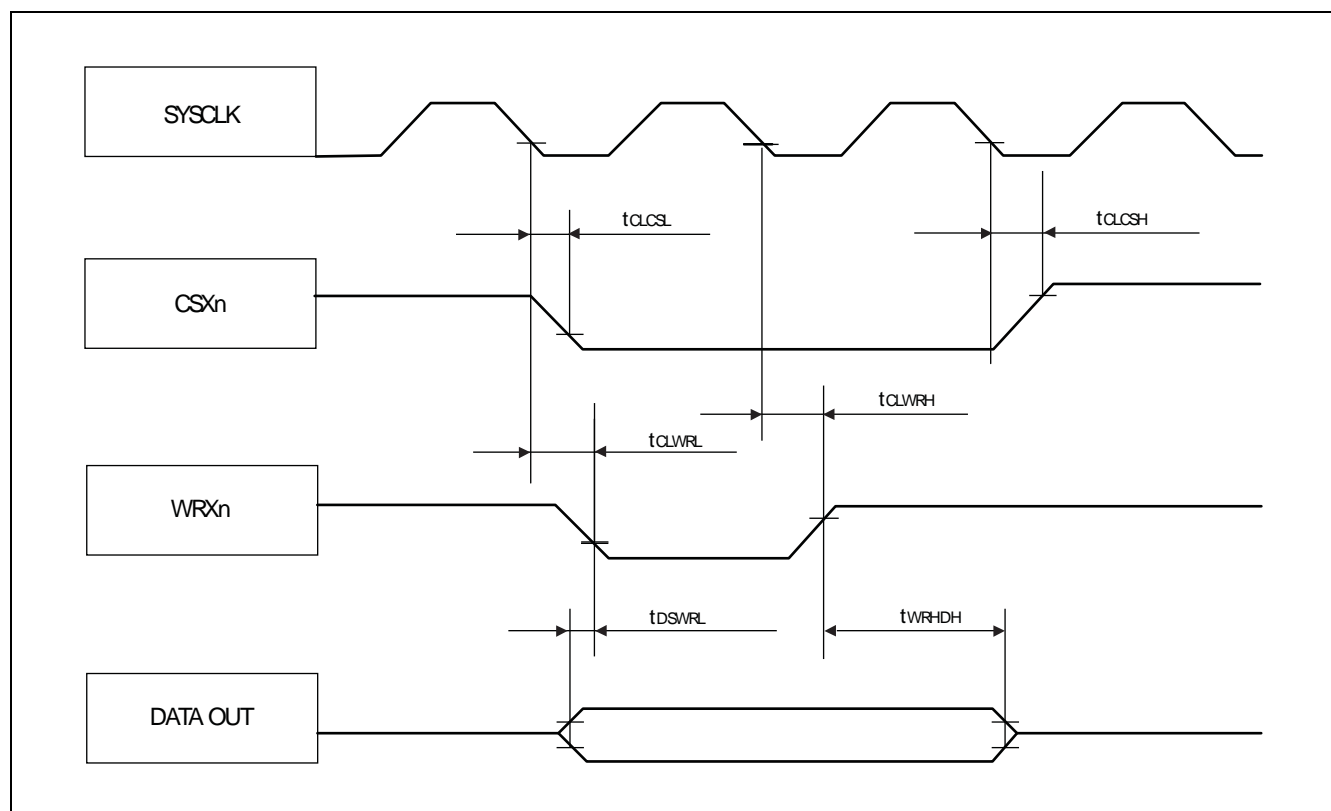 SYSCLK
tCLCSL
tCLCSH
CSXn
tCLWRH
tCLWRL
WRXn
tDSWRL
tWRHDH
DATA OUT